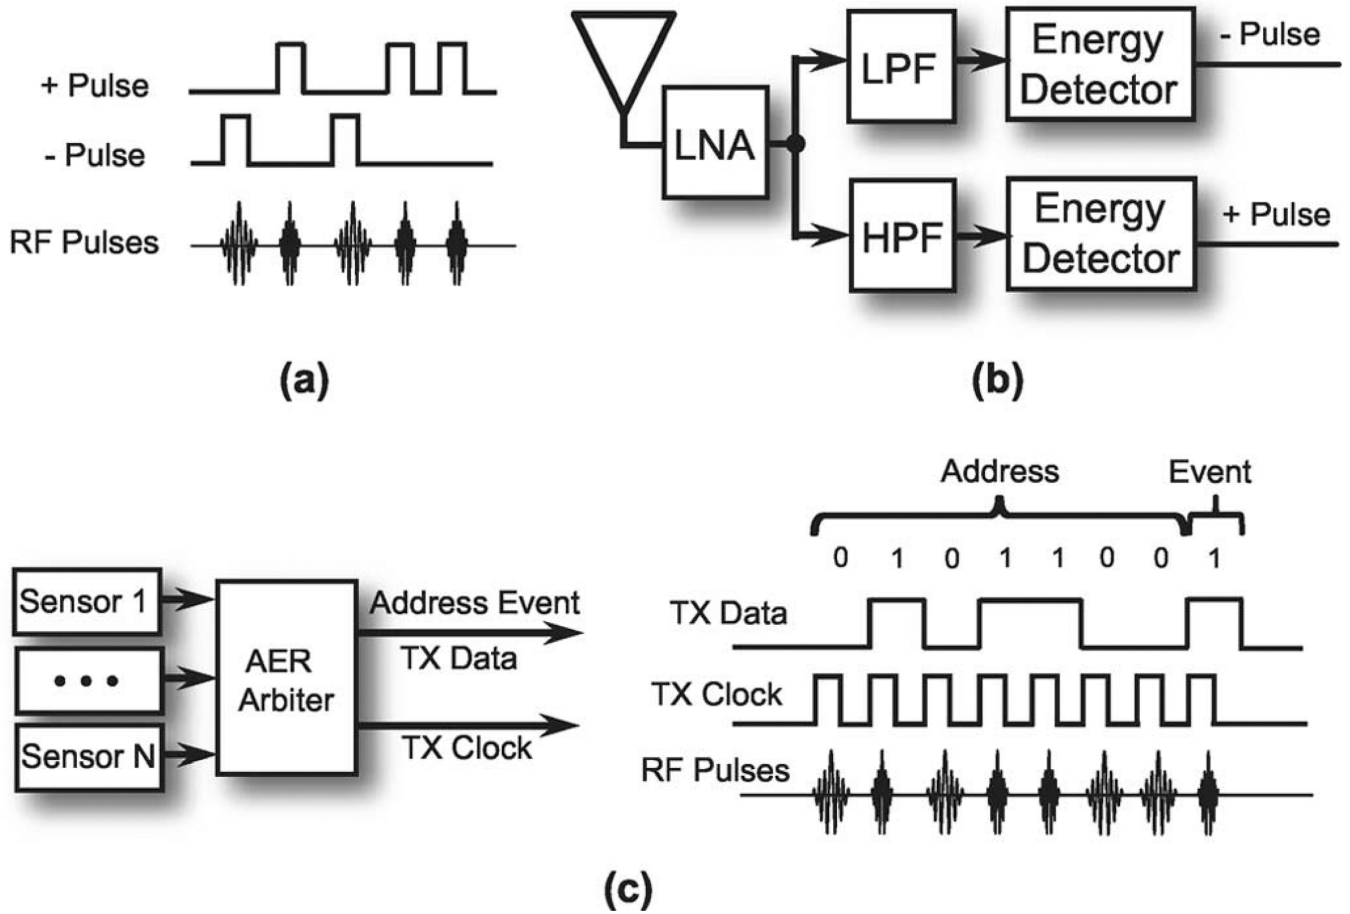 + Pulse
- Pulse
RF Pulses
(a)
LNA
LPF
Energy
Detector
- Pulse
HPF
Energy
Detector
+ Pulse
(b)
Sensor 1
• • •
Sensor N
AER
Arbiter
Address Event
TX Data
TX Clock
Address Event
0 1 0 1 1 0 0 1
TX Data
TX Clock
RF Pulses
(c)